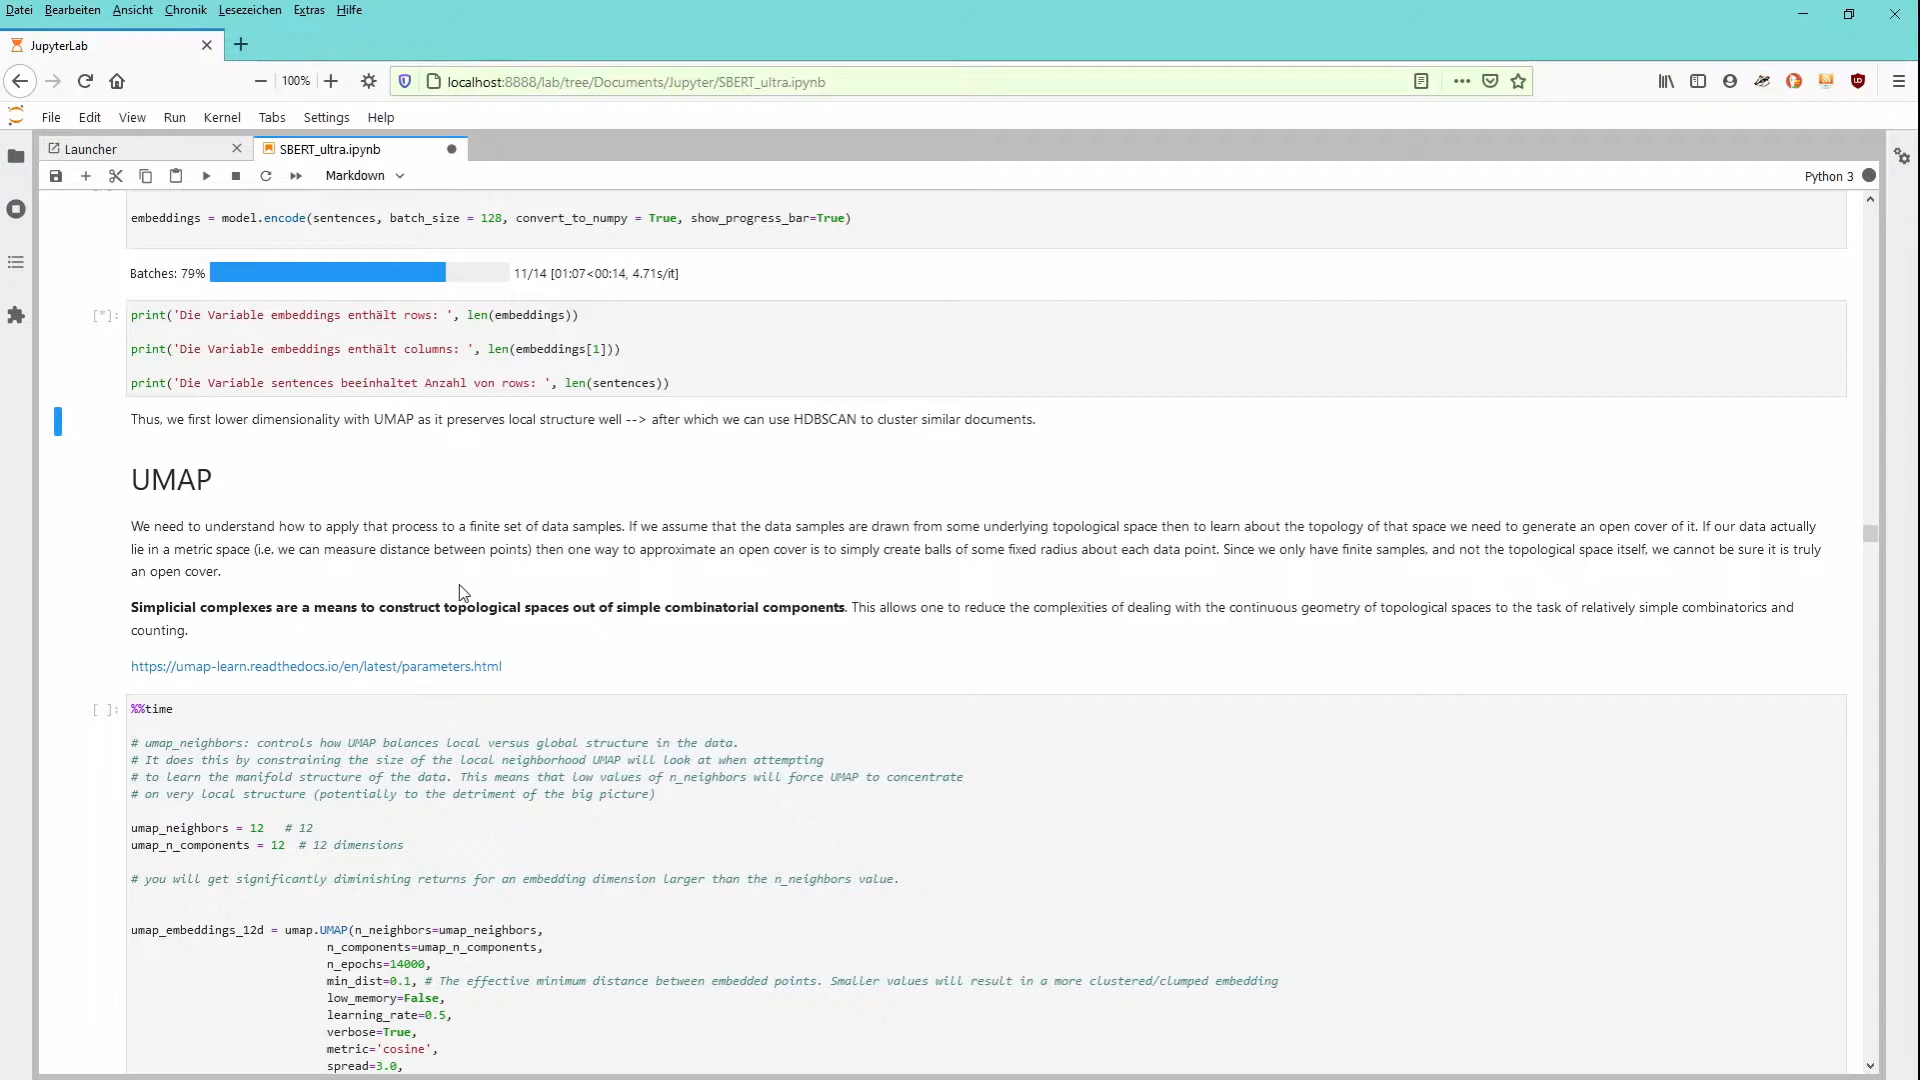 Datei Bearbeiten Ansicht Chronik Lesezeichen Extras Hilfe
JupyterLab
100%
localhost:8888/lab/tree/Documents/Jupyter/SBERT_ultra.ipynb
File Edit View Run Kernel Tabs Settings Help
Launcher
SBERT_ultra.ipynb
Markdown
Python 3
embeddings = model.encode(sentences, batch_size = 128, convert_to_numpy = True, show_progress_bar=True)
Batches: 79% 11/14 [01:07<00:14, 4.71s/it]
[*]: print('Die Variable embeddings enthält rows: ', len(embeddings))
print('Die Variable embeddings enthält columns: ', len(embeddings[1]))
print('Die Variable sentences beeinhaltet Anzahl von rows: ', len(sentences))
Thus, we first lower dimensionality with UMAP as it preserves local structure well --> after which we can use HDBSCAN to cluster similar documents.
UMAP
We need to understand how to apply that process to a finite set of data samples. If we assume that the data samples are drawn from some underlying topological space then to learn about the topology of that space we need to generate an open cover of it. If our data actually
lie in a metric space (i.e. we can measure distance between points) then one way to approximate an open cover is to simply create balls of some fixed radius about each data point. Since we only have finite samples, and not the topological space itself, we cannot be sure it is truly
an open cover.
Simplicial complexes are a means to construct topological spaces out of simple combinatorial components. This allows one to reduce the complexities of dealing with the continuous geometry of topological spaces to the task of relatively simple combinatorics and
counting.
https://umap-learn.readthedocs.io/en/latest/parameters.html
[ ]: %%time
# umap_neighbors: controls how UMAP balances local versus global structure in the data.
# It does this by constraining the size of the local neighborhood UMAP will look at when attempting
# to learn the manifold structure of the data. This means that low values of n_neighbors will force UMAP to concentrate
# on very local structure (potentially to the detriment of the big picture)
umap_neighbors = 12 # 12
umap_n_components = 12 # 12 dimensions
# you will get significantly diminishing returns for an embedding dimension larger than the n_neighbors value.
umap_embeddings_12d = umap.UMAP(n_neighbors=umap_neighbors,
n_components=umap_n_components,
n_epochs=14000,
min_dist=0.1, # The effective minimum distance between embedded points. Smaller values will result in a more clustered/clumped embedding
low_memory=False,
learning_rate=0.5,
verbose=True,
metric='cosine',
spread=3.0,